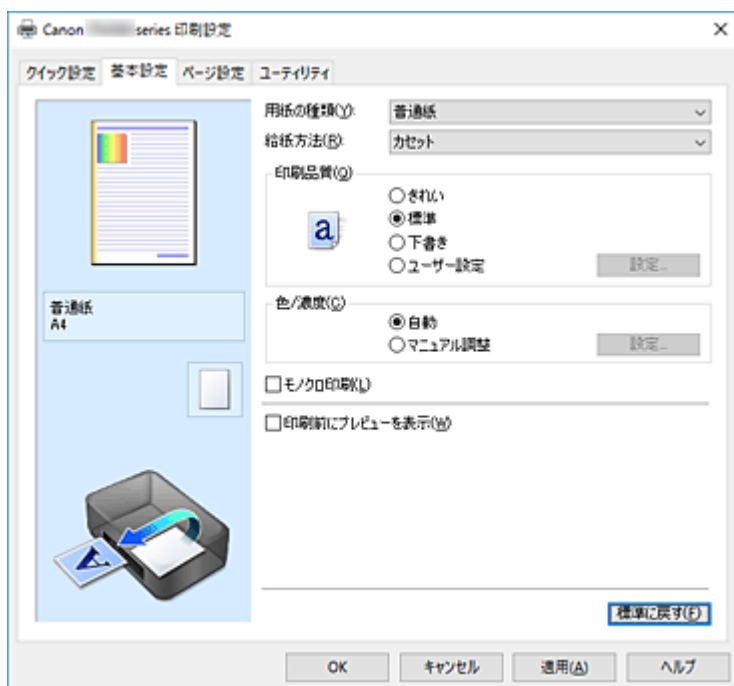 Canon series 印刷設定
クイック設定 基本設定 ページ設定 ユーティリティ
用紙の種類(Y): 普通紙
給紙方法(R): カセット
印刷品質(Q)
きれい
標準
下書き
ユーザー設定 設定...
a
普通紙
A4
色/濃度(C)
自動
マニュアル調整 設定...
モノクロ印刷(L)
印刷前にプレビューを表示(W)
A
標準に戻す(F)
OK キャンセル 適用(A) ヘルプ